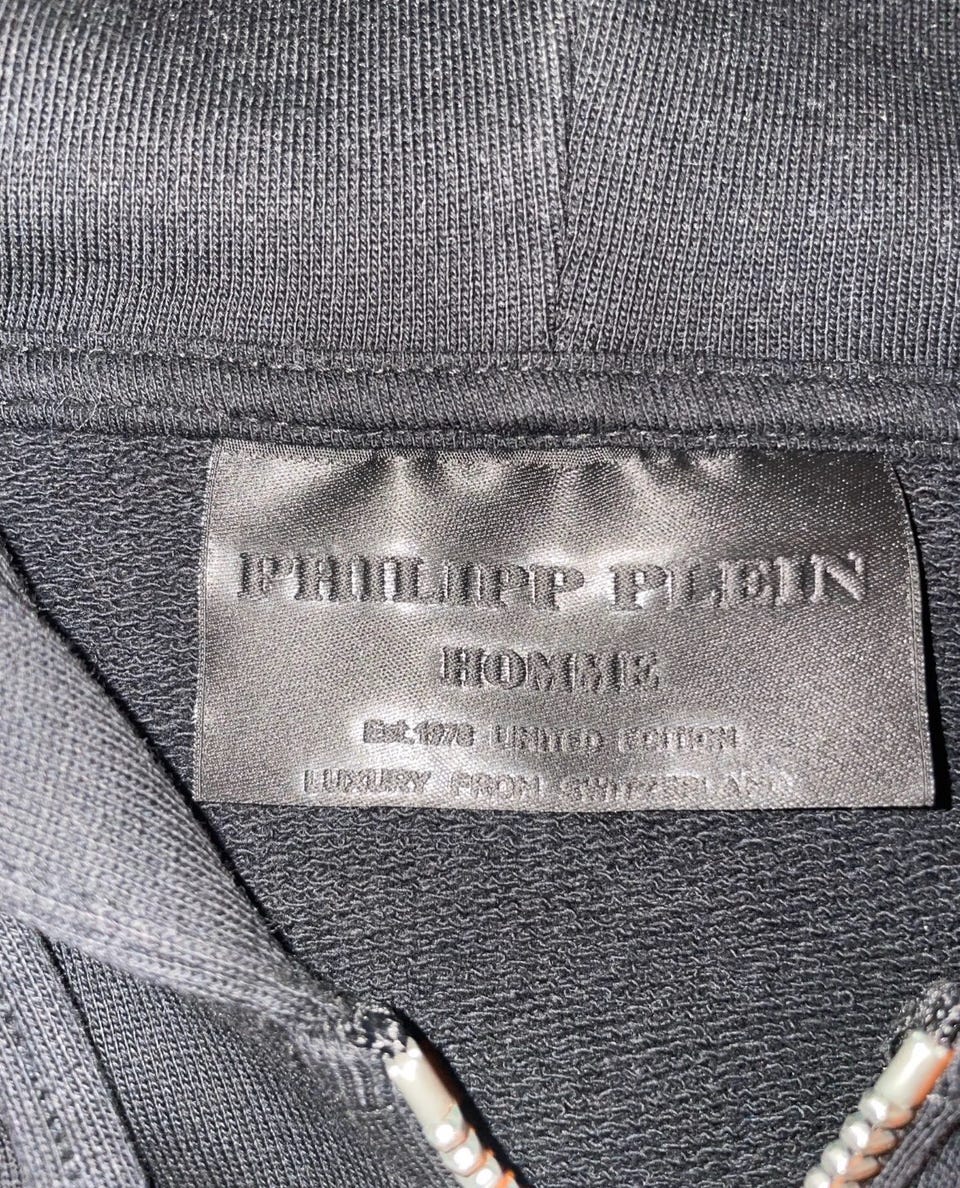 PHILIPP PLEIN
HOMME
Est.1978 LIMITED EDITION
LUXURY FROM SWITZERLAND